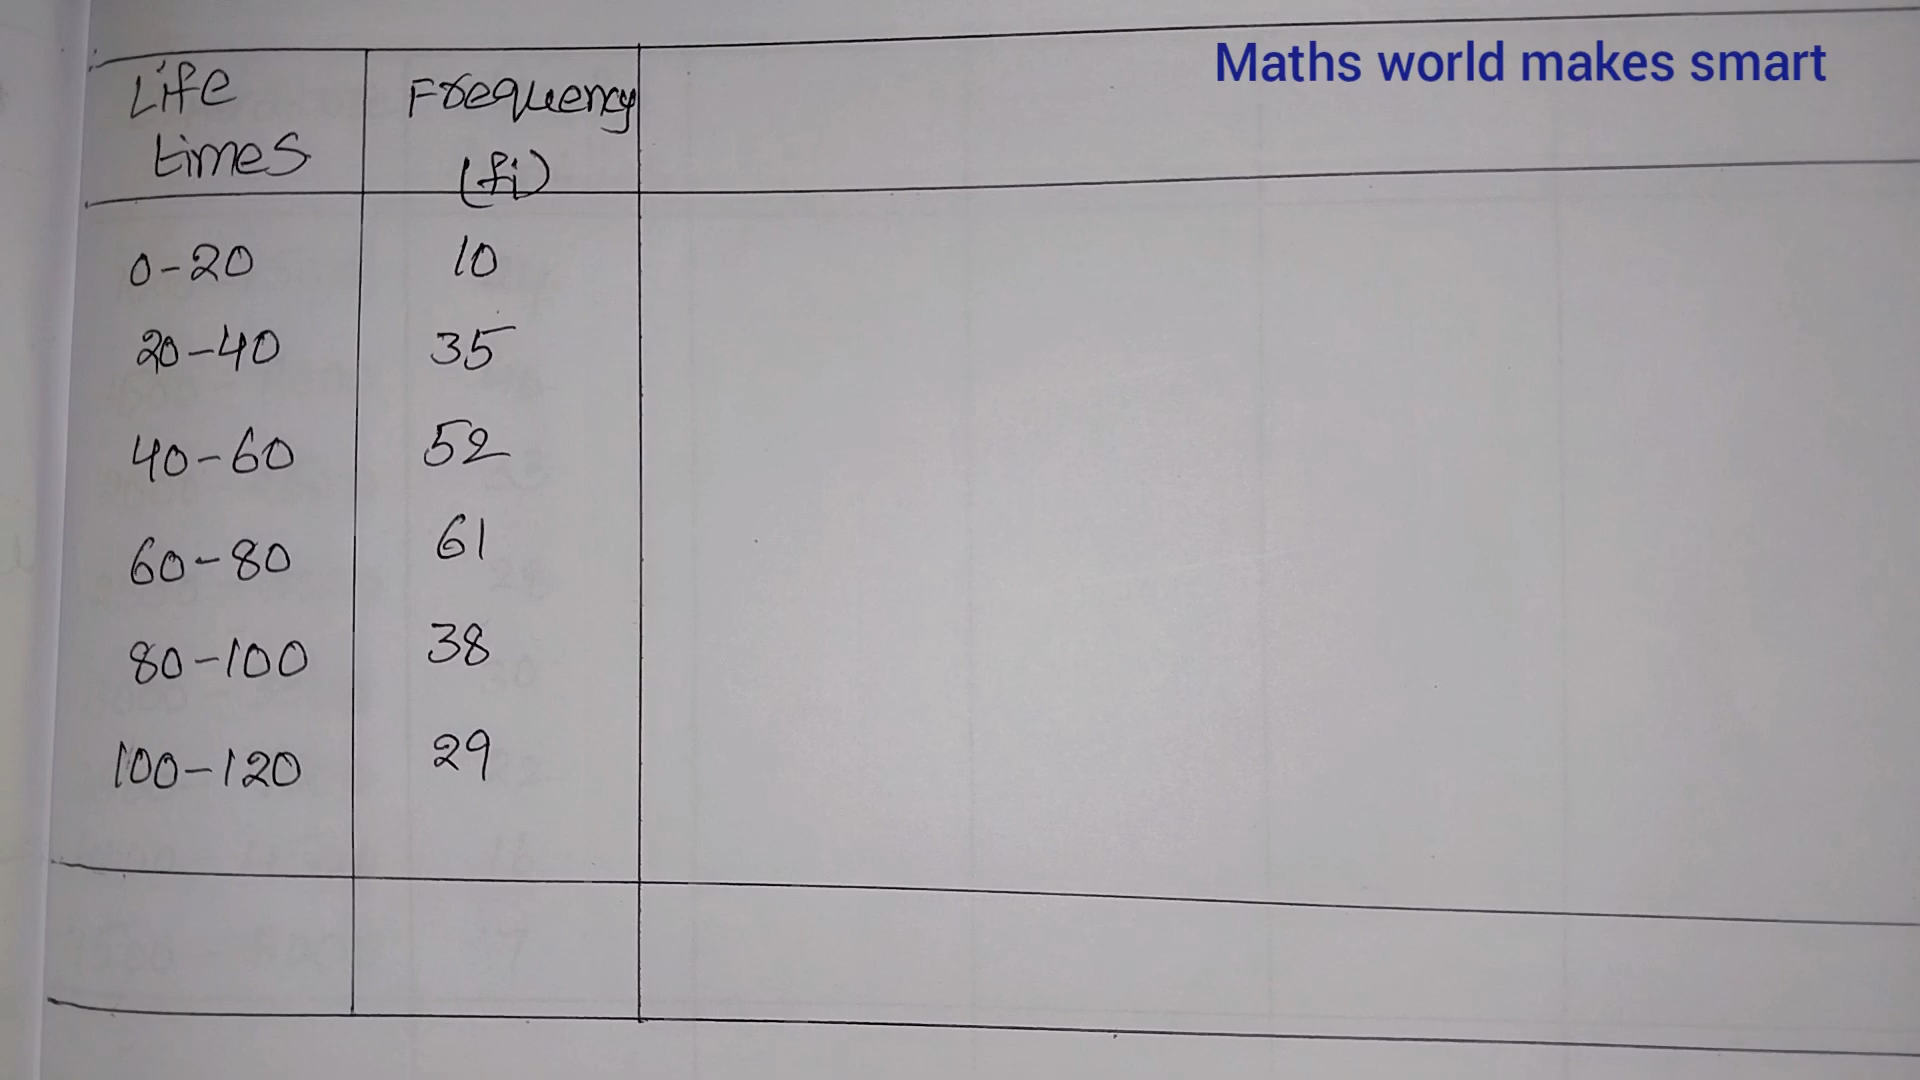 Maths world makes smart
Life times | Frequency (fi)
0-20 | 10
20-40 | 35
40-60 | 52
60-80 | 61
80-100 | 38
100-120 | 29